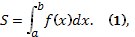 S = ∫_a^b f(x)dx. (1),